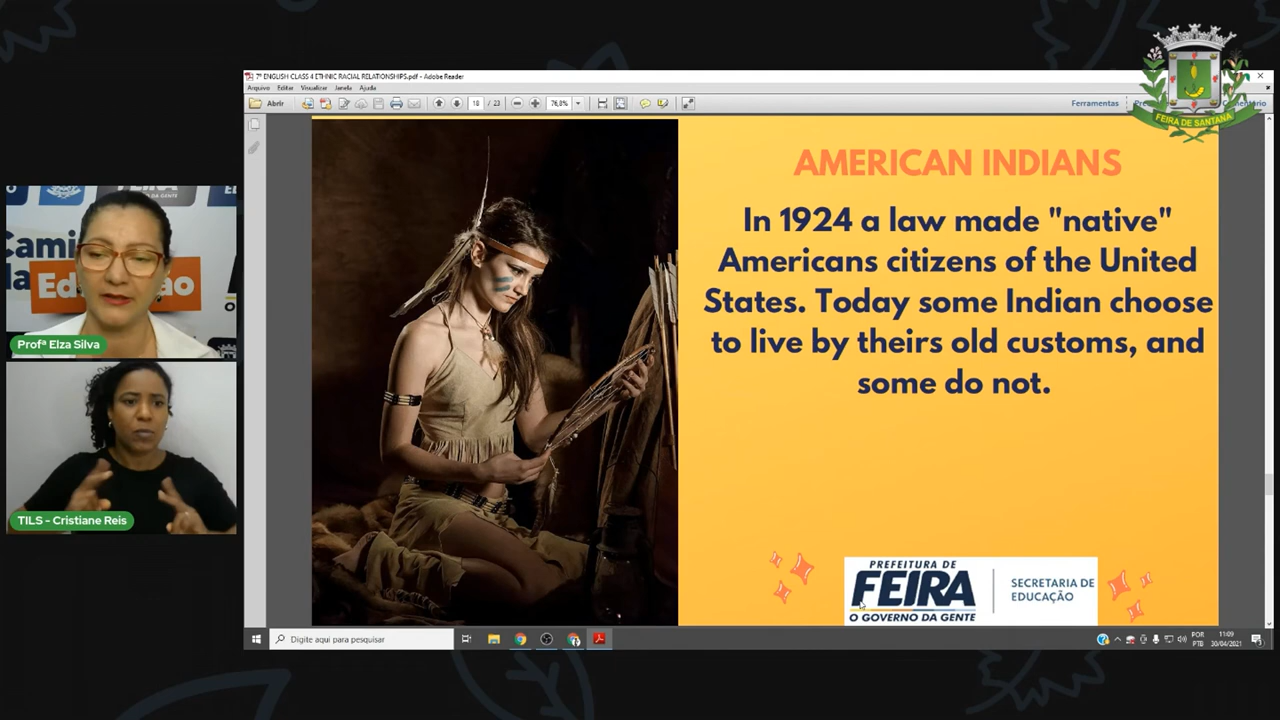 FEIRA DE SANTANA
7º ENGLISH CLASS 4 ETHNIC RACIAL RELATIONSHIPS.pdf - Adobe Reader
Arquivo Editar Visualizar Janela Ajuda
Abrir
18 / 23
76,8%
Ferramentas
AMERICAN INDIANS
In 1924 a law made "native"
Americans citizens of the United
States. Today some Indian choose
to live by theirs old customs, and
some do not.
PREFEITURA DE
FEIRA
O GOVERNO DA GENTE
SECRETARIA DE
EDUCAÇÃO
Profª Elza Silva
TILS - Cristiane Reis
Digite aqui para pesquisar
POR
PTB
11:09
30/04/2021